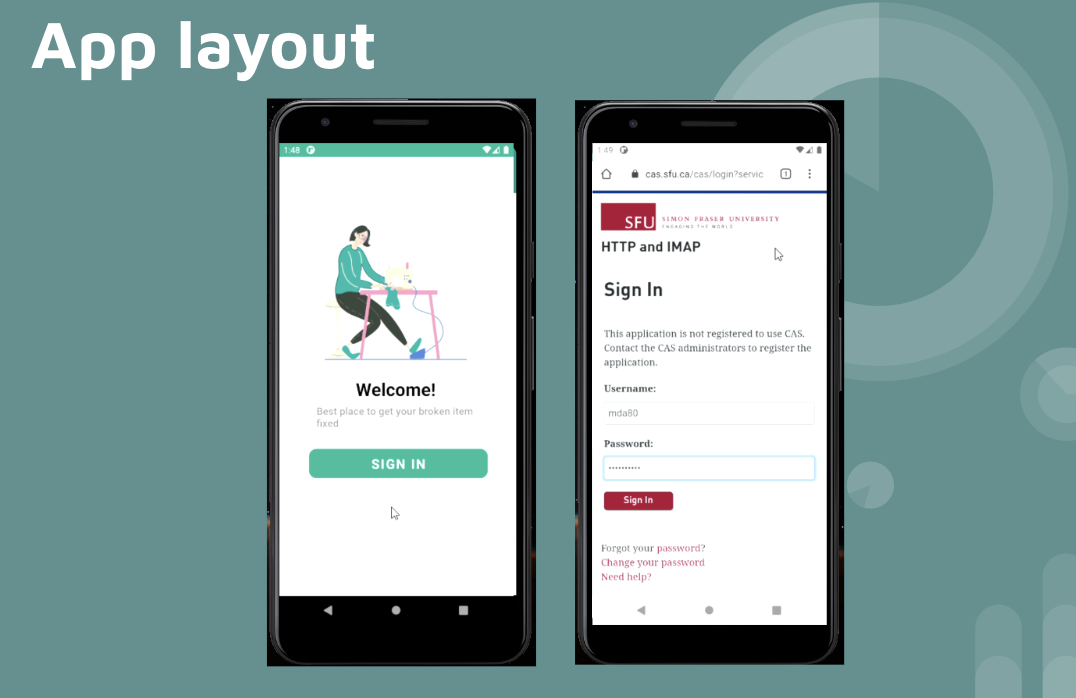 App layout
1:48
Welcome!
Best place to get your broken item
fixed
SIGN IN
1:49
cas.sfu.ca/cas/login?servic
1
SFU
SIMON FRASER UNIVERSITY
ENGAGING THE WORLD
HTTP and IMAP
Sign In
This application is not registered to use CAS.
Contact the CAS administrators to register the
application.
Username:
mda80
Password:
••••••••••
Sign In
Forgot your password?
Change your password
Need help?